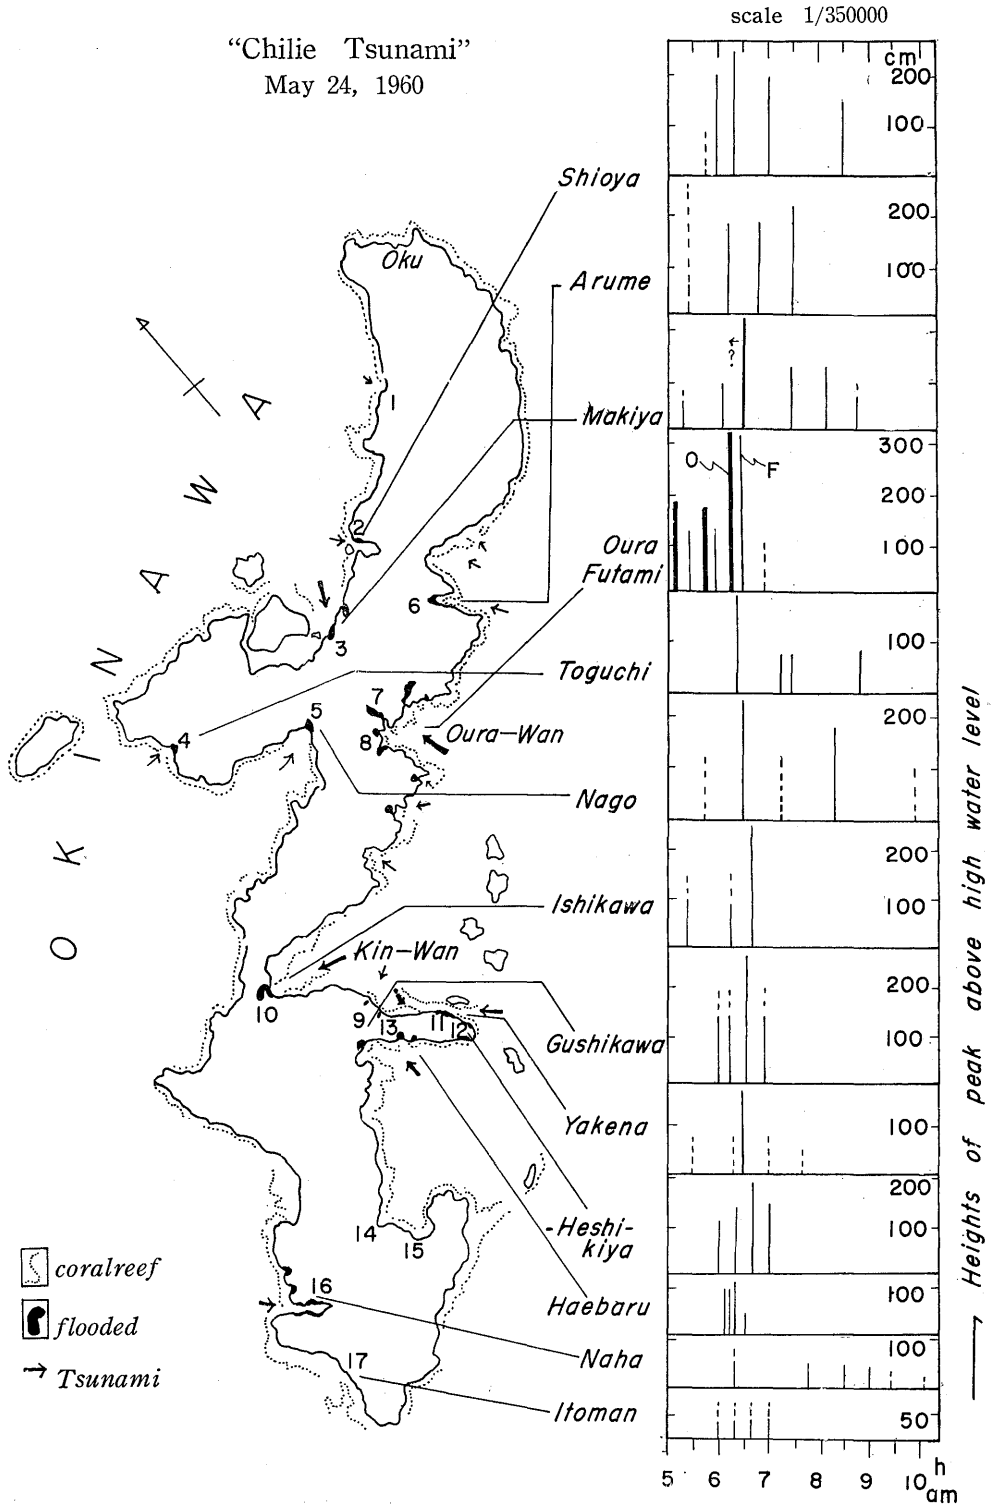 scale 1/350000
“Chilie Tsunami”
May 24, 1960
cm
200
100
Shioya
200
100
Oku
Arume
1
Makiya
300
O
F
200
2
100
Oura
Futami
6
3
100
Toguchi
7
5
4
8
Oura–Wan
200
Nago
200
100
Ishikawa
Kin–Wan
200
10
9
13
11
12
100
Gushikawa
100
Yakena
200
100
14
15
-Heshi-
kiya
100
16
Haebaru
100
Naha
17
50
Itoman
OKINAWA
coralreef
flooded
Tsunami
5 6 7 8 9 10 h
am
Heights of peak above high water level
?